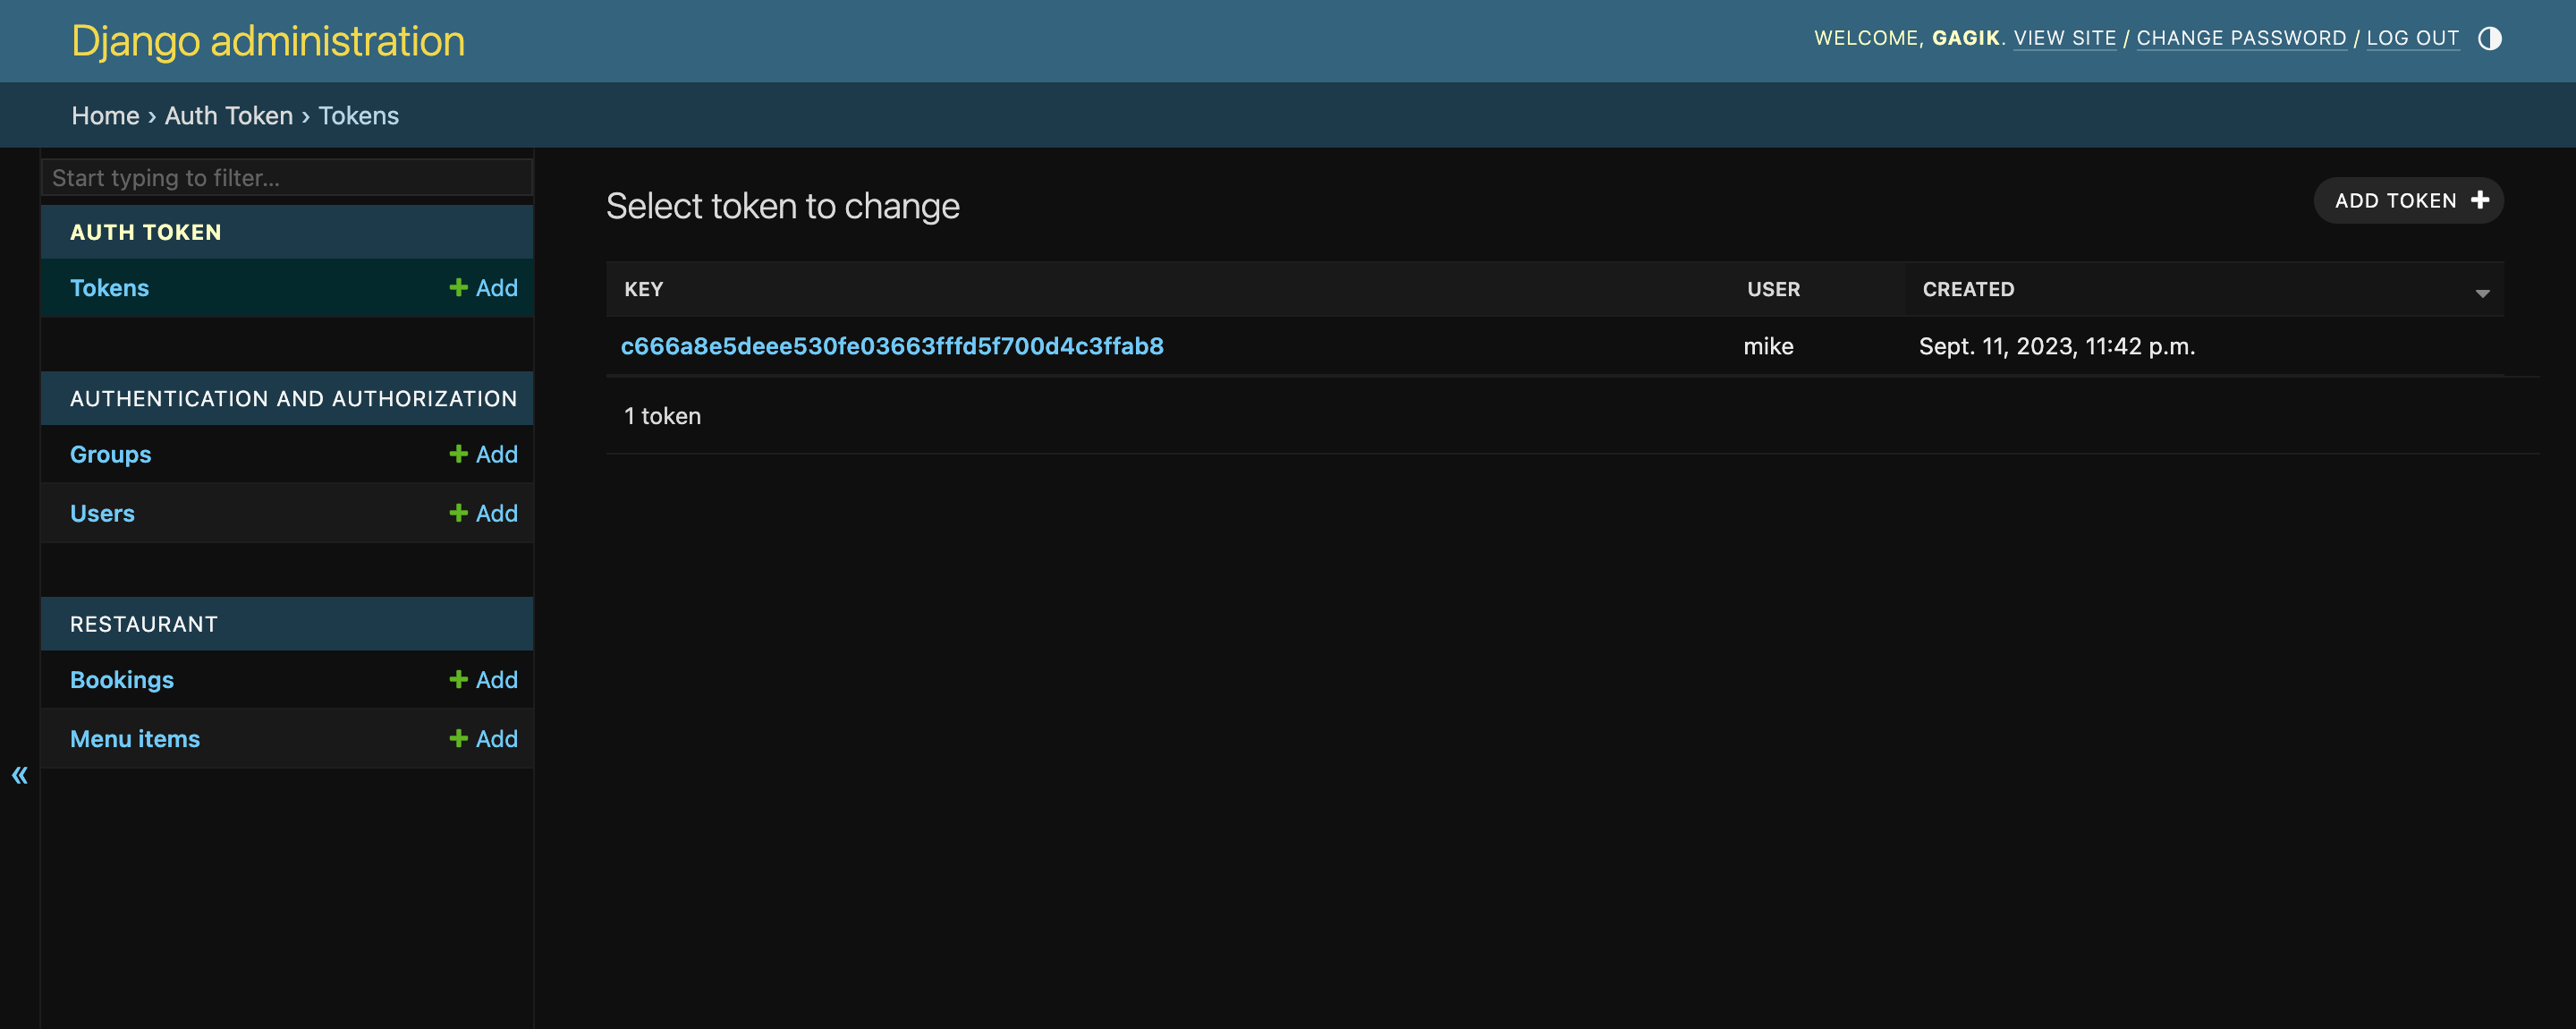 Django administration
WELCOME, GAGIK. VIEW SITE / CHANGE PASSWORD / LOG OUT
Home › Auth Token › Tokens
Start typing to filter...
AUTH TOKEN
Tokens + Add
AUTHENTICATION AND AUTHORIZATION
Groups + Add
Users + Add
RESTAURANT
Bookings + Add
Menu items + Add
«
Select token to change
ADD TOKEN +
KEY USER CREATED
c666a8e5deee530fe03663fffd5f700d4c3ffab8 mike Sept. 11, 2023, 11:42 p.m.
1 token